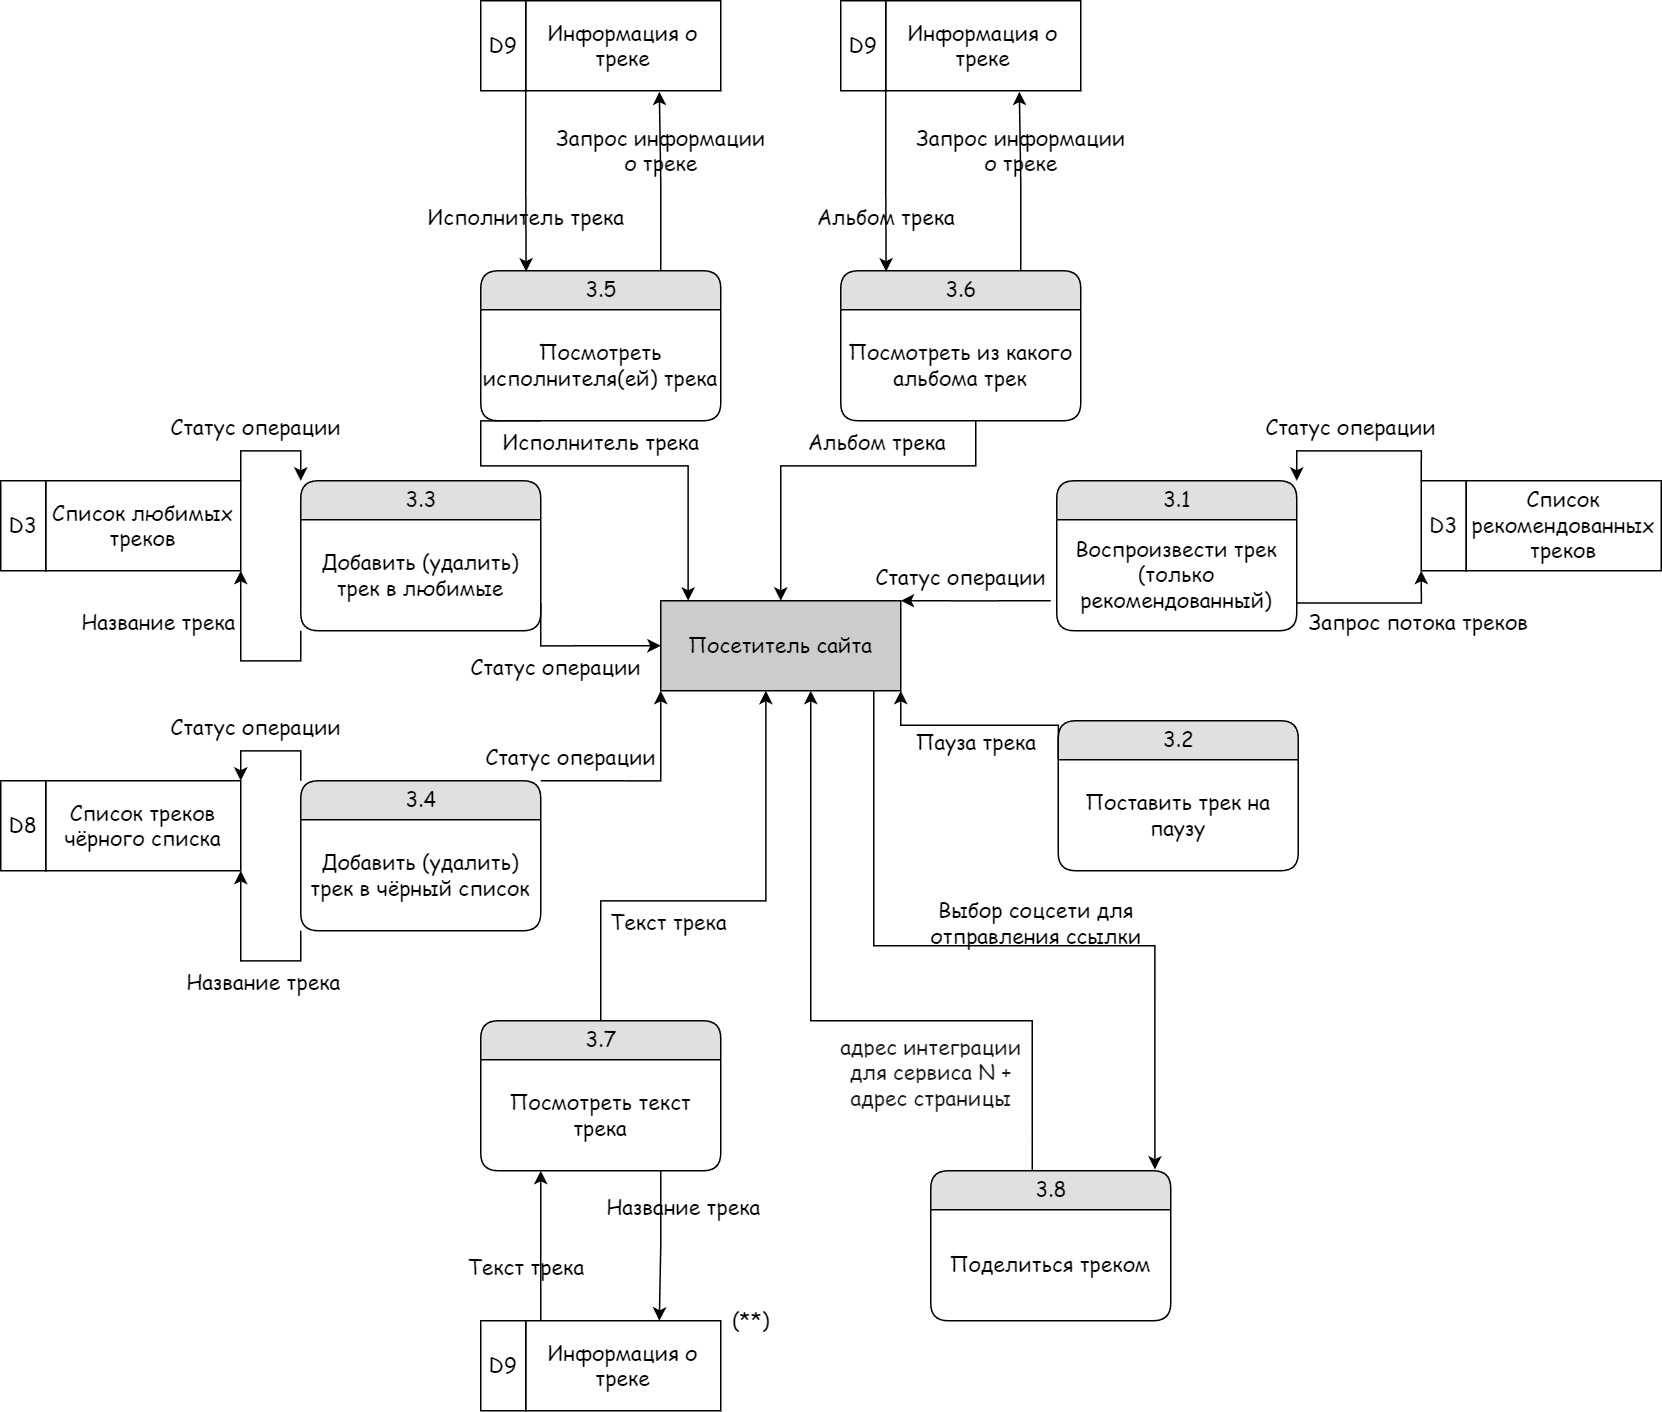 D9
Информация о
треке
D9
Информация о
треке
Запрос информации
о треке
Запрос информации
о треке
Исполнитель трека
Альбом трека
3.5
Посмотреть
исполнителя(ей) трека
3.6
Посмотреть из какого
альбома трек
Статус операции
Исполнитель трека
Альбом трека
Статус операции
D3
Список любимых
треков
3.3
Добавить (удалить)
трек в любимые
3.1
Воспроизвести трек
(только
рекомендованный)
D3
Список
рекомендованных
треков
Статус операции
Название трека
Запрос потока треков
Посетитель сайта
Статус операции
Статус операции
Статус операции
Пауза трека
3.2
Поставить трек на
паузу
D8
Список треков
чёрного списка
3.4
Добавить (удалить)
трек в чёрный список
Текст трека
Выбор соцсети для
отправления ссылки
Название трека
3.7
Посмотреть текст
трека
адрес интеграции
для сервиса N +
адрес страницы
Название трека
Текст трека
3.8
Поделиться треком
(**)
D9
Информация о
треке